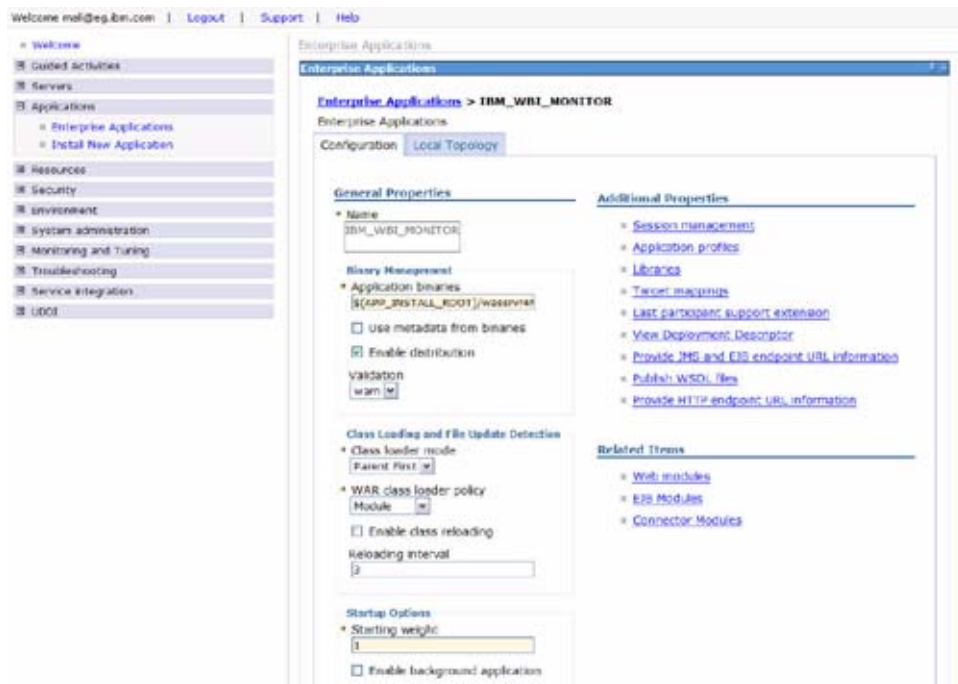 Welcome mall@eg.ibm.com | Logout | Support | Help
Welcome
Guided Activities
Servers
Applications
Enterprise Applications
Install New Application
Resources
Security
Environment
System administration
Monitoring and Tuning
Troubleshooting
Service integration
UDDI
Enterprise Applications
Enterprise Applications
Enterprise Applications > IBM_WBI_MONITOR
Enterprise Applications
Configuration
Local Topology
General Properties
* Name
IBM_WBI_MONITOR
Binary Management
* Application binaries
Use metadata from binaries
Enable distribution
Validation
warn
Class Loading and File Update Detection
* Class loader mode
Parent First
* WAR class loader policy
Module
Enable class reloading
Reloading interval
3
Startup Options
* Starting weight
1
Enable background application
Additional Properties
Session management
Application profiles
Libraries
Target mappings
Last participant support extension
View Deployment Descriptor
Provide JMS and EJB endpoint URL information
Publish WSDL files
Provide HTTP endpoint URL information
Related Items
Web modules
EJB Modules
Connector Modules